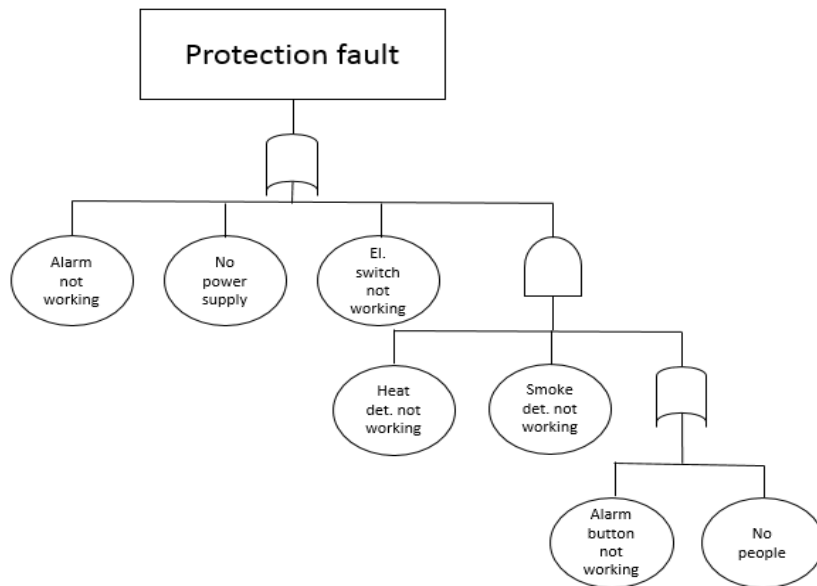 Protection fault
Alarm
not
working
No
power
supply
El.
switch
not
working
Heat
det. not
working
Smoke
det. not
working
Alarm
button
not
working
No
people